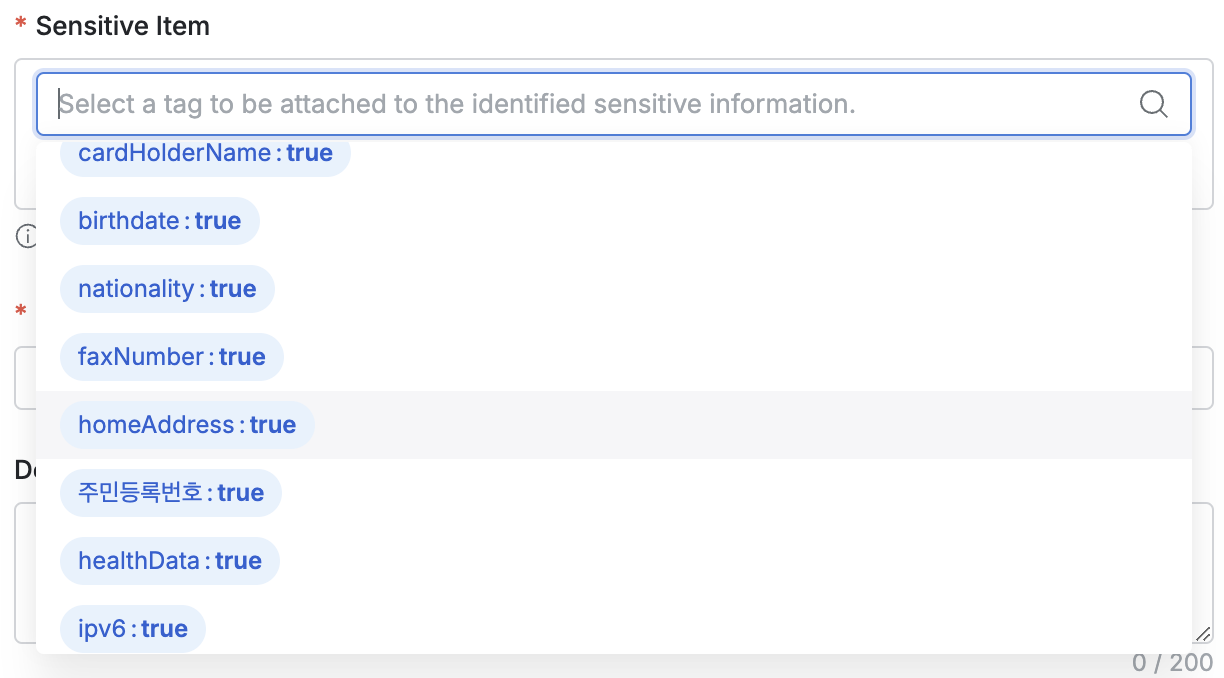 * Sensitive Item
Select a tag to be attached to the identified sensitive information.
cardHolderName:true
birthdate:true
nationality:true
*
faxNumber:true
homeAddress:true
주민등록번호:true
healthData:true
ipv6:true
0 / 200